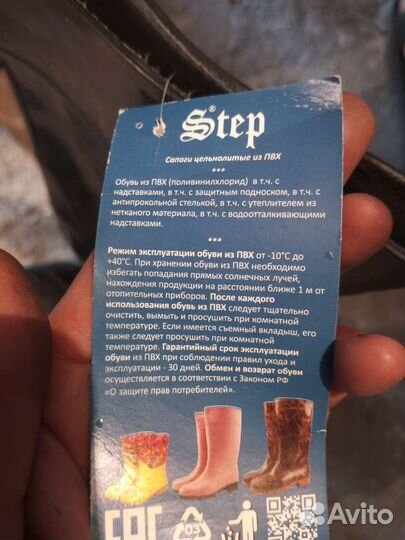 Step
Сапоги цельнолитые из ПВХ
***
Обувь из ПВХ (поливинилхлорид) в т.ч. с
надставками, в т.ч. с защитным подноском, в т.ч. с
антипрокольной стелькой, в т.ч. с утеплителем из
нетканого материала, в т.ч. с водоотталкивающими
надставками.
***
Режим эксплуатации обуви из ПВХ от -10°С до
+40°С. При хранении обуви из ПВХ необходимо
избегать попадания прямых солнечных лучей,
нахождения продукции на расстоянии ближе 1 м от
отопительных приборов. После каждого
использования обувь из ПВХ следует тщательно
очистить, вымыть и просушить при комнатной
температуре. Если имеется съемный вкладыш, его
также следует просушить при комнатной
температуре. Гарантийный срок эксплуатации
обуви из ПВХ при соблюдении правил ухода и
эксплуатации - 30 дней. Обмен и возврат обуви
осуществляется в соответствии с Законом РФ
«О защите прав потребителей».
EAC
03
Avito